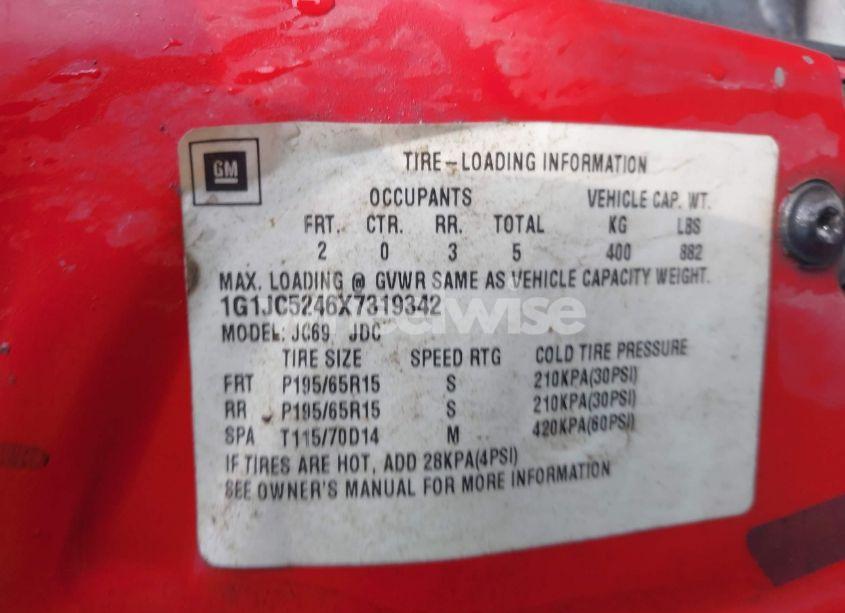 GM
TIRE-LOADING INFORMATION
OCCUPANTS VEHICLE CAP. WT.
FRT. CTR. RR. TOTAL KG LBS
2 0 3 5 400 882
MAX. LOADING @ GVWR SAME AS VEHICLE CAPACITY WEIGHT.
1G1JC5246X7319342
MODEL: JC69 JDC
TIRE SIZE SPEED RTG COLD TIRE PRESSURE
FRT P195/65R15 S 210KPA(30PSI)
RR P195/65R15 S 210KPA(30PSI)
SPA T115/70D14 M 420KPA(60PSI)
IF TIRES ARE HOT, ADD 28KPA(4PSI)
SEE OWNER'S MANUAL FOR MORE INFORMATION